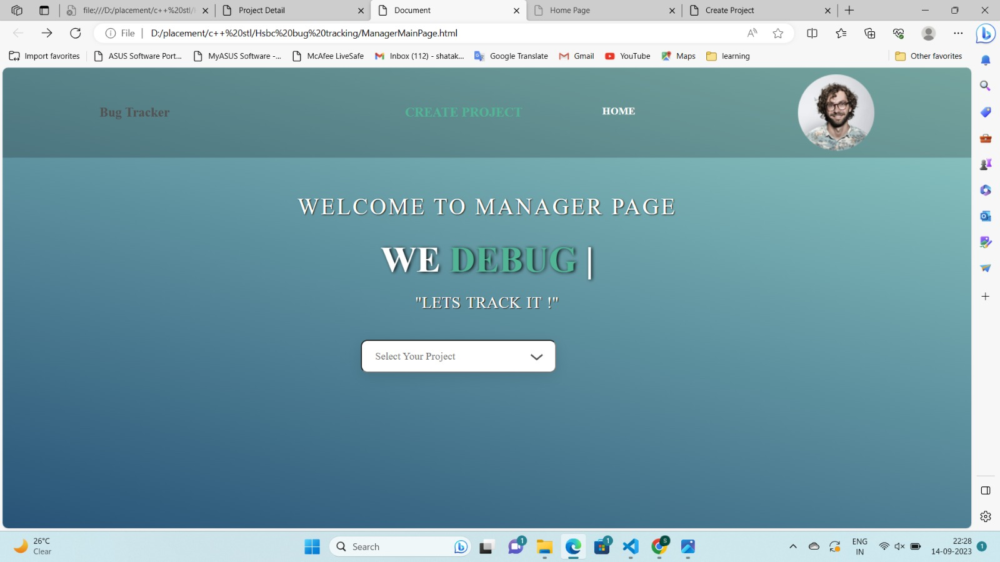 file:///D:/placement/c++%20stl/
Project Detail
Document
Home Page
Create Project
File
D:/placement/c++%20stl/Hsbc%20bug%20tracking/ManagerMainPage.html
Import favorites
ASUS Software Port...
MyASUS Software -...
McAfee LiveSafe
Inbox (112) - shatak...
Google Translate
Gmail
YouTube
Maps
learning
Other favorites
Bug Tracker
CREATE PROJECT
HOME
WELCOME TO MANAGER PAGE
WE DEBUG |
"LETS TRACK IT !"
Select Your Project
26°C
Clear
Search
1
1
S
ENG
IN
22:28
14-09-2023
1